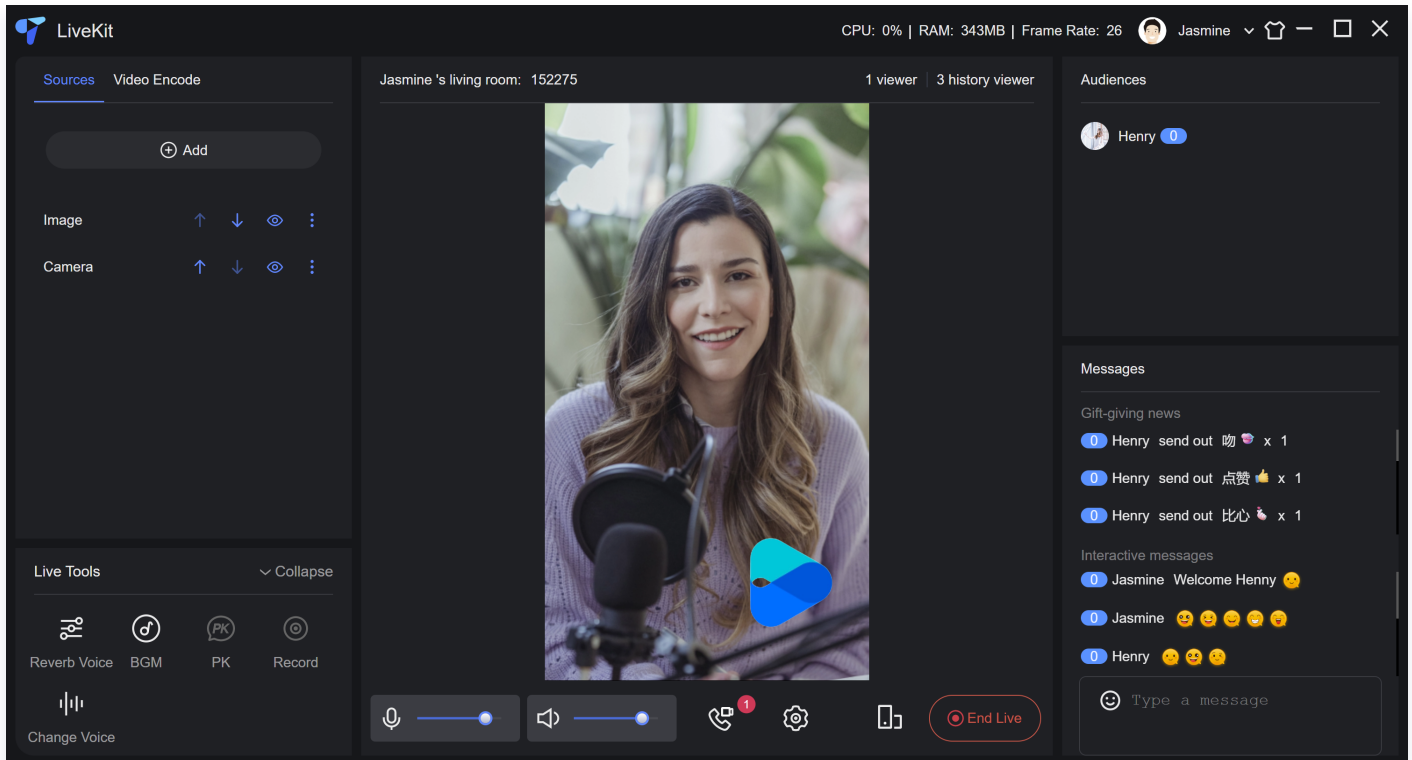 LiveKit
CPU: 0% | RAM: 343MB | Frame Rate: 26
Jasmine
Sources Video Encode
Add
Image
Camera
Live Tools
Collapse
Reverb Voice
BGM
PK
PK
Record
Change Voice
Jasmine 's living room: 152275
1 viewer 3 history viewer
1
End Live
Audiences
Henry 0
Messages
Gift-giving news
0 Henry send out 吻 x 1
0 Henry send out 点赞 x 1
0 Henry send out 比心 x 1
Interactive messages
0 Jasmine Welcome Henny
0 Jasmine
0 Henry
Type a message